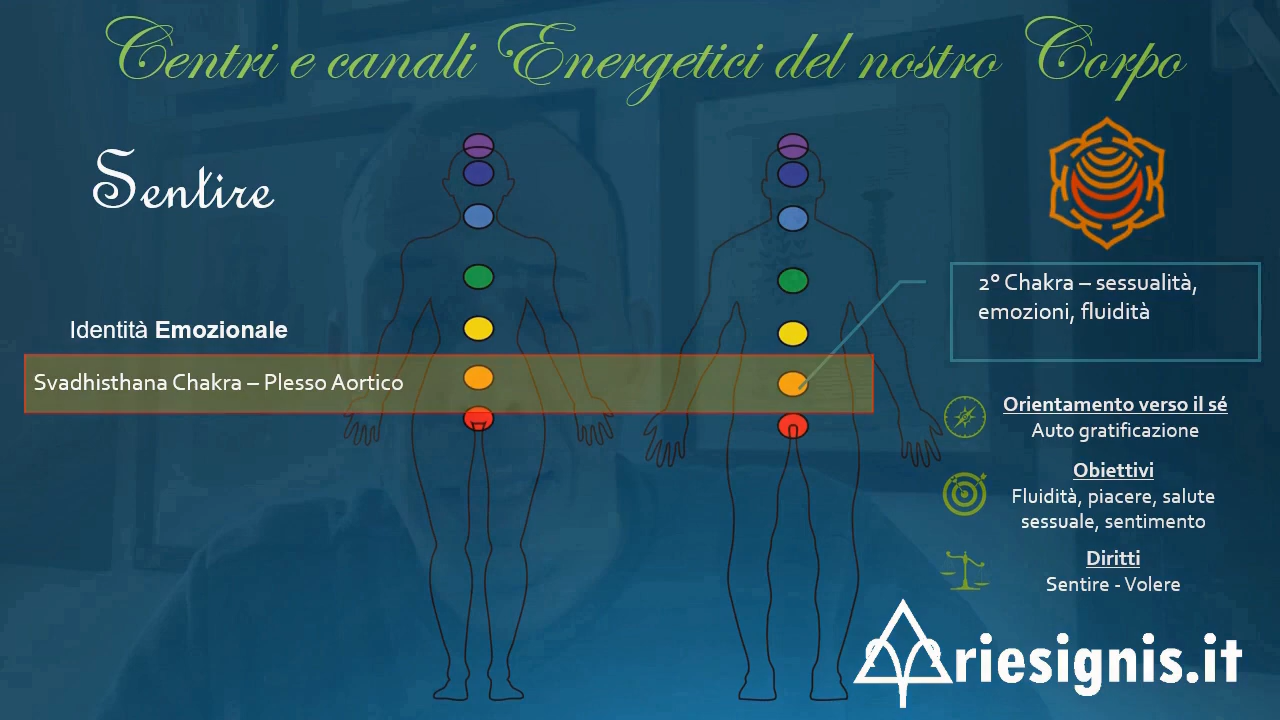 Centri e canali Energetici del nostro Corpo
Sentire
Identità Emozionale
Svadhisthana Chakra – Plesso Aortico
2° Chakra – sessualità,
emozioni, fluidità
Orientamento verso il sé
Auto gratificazione
Obiettivi
Fluidità, piacere, salute
sessuale, sentimento
Diritti
Sentire - Volere
Ariesignis.it